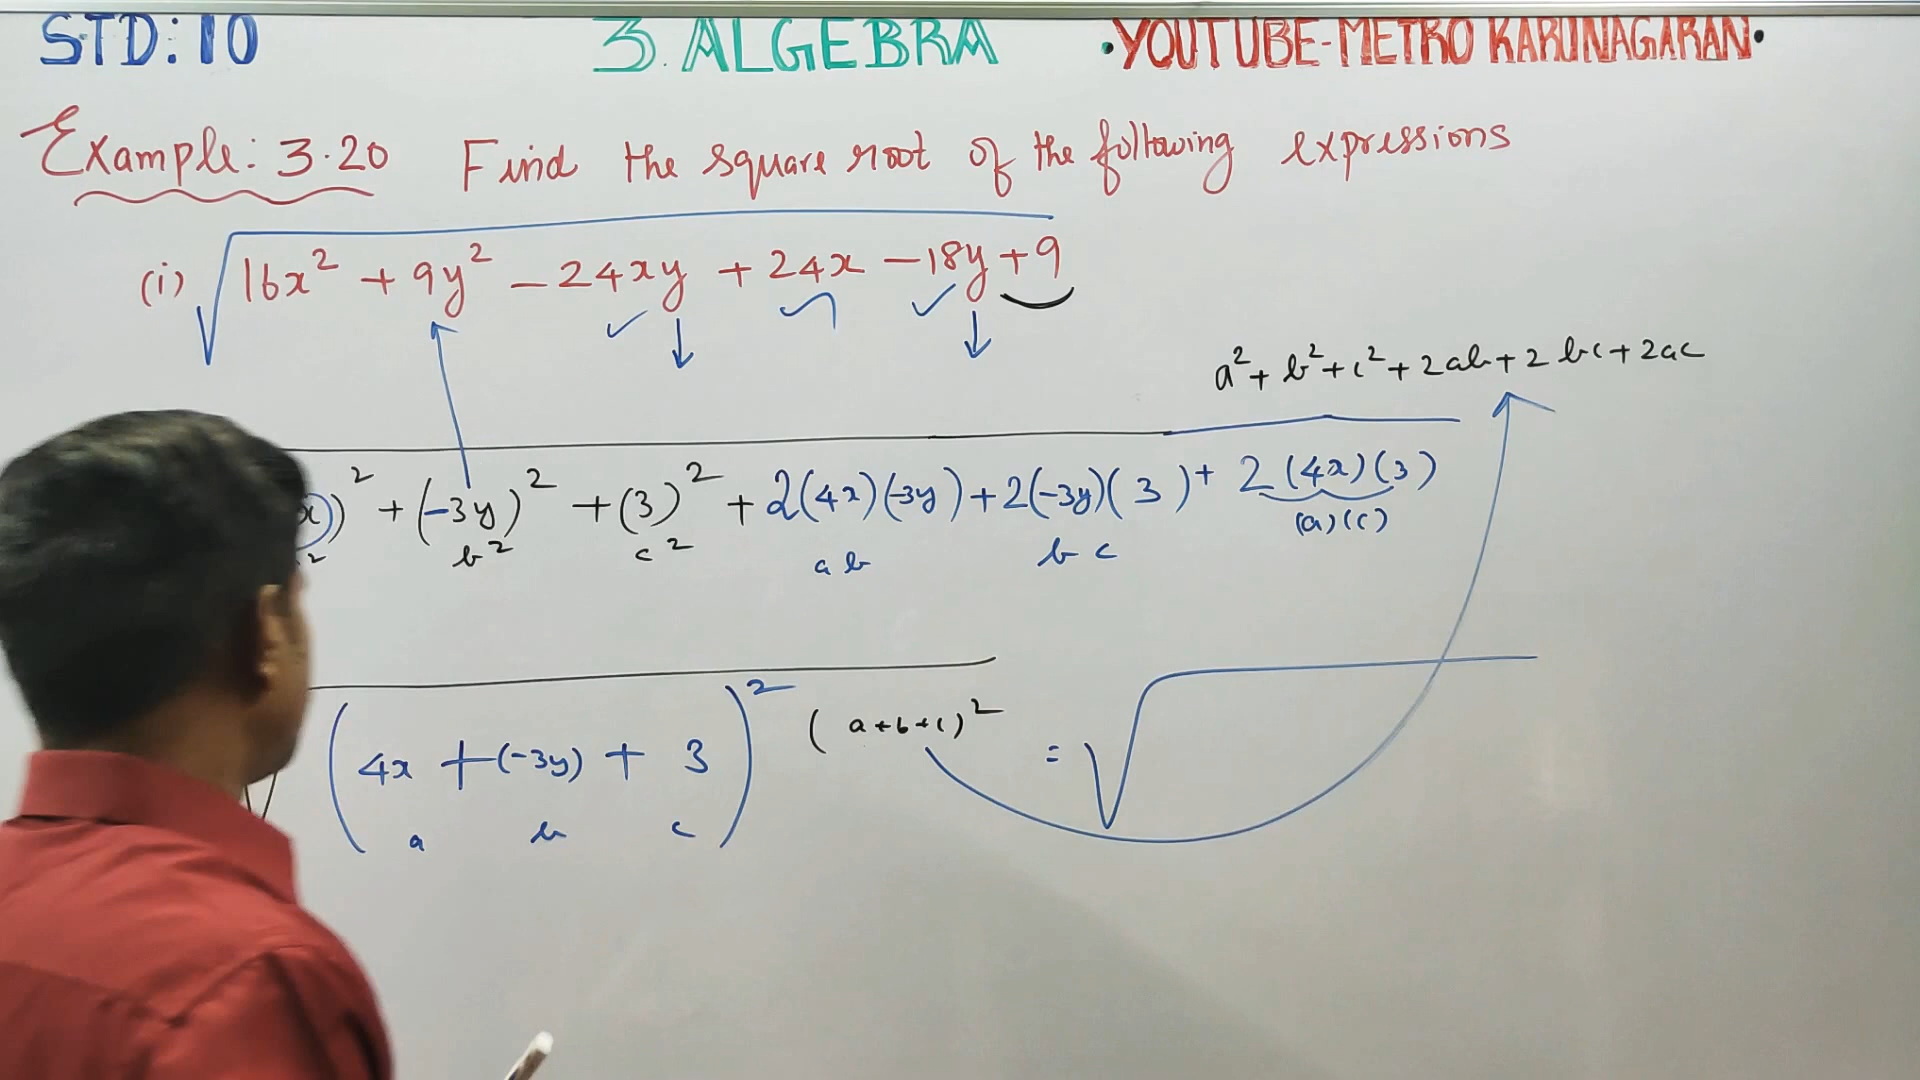 STD: 10 3. ALGEBRA •YOUTUBE-METRO KARUNAGARAN•
Example: 3.20 Find the square root of the following expressions
(i) √16x² + 9y² - 24xy + 24x - 18y + 9
a² + b² + c² + 2ab + 2bc + 2ac
x)² + (-3y)² + (3)² + 2(4x)(-3y) + 2(-3y)(3) + 2(4x)(3)
² b² c² ab bc (a)(c)
(4x + (-3y) + 3)² (a+b+c)² = √
a b c